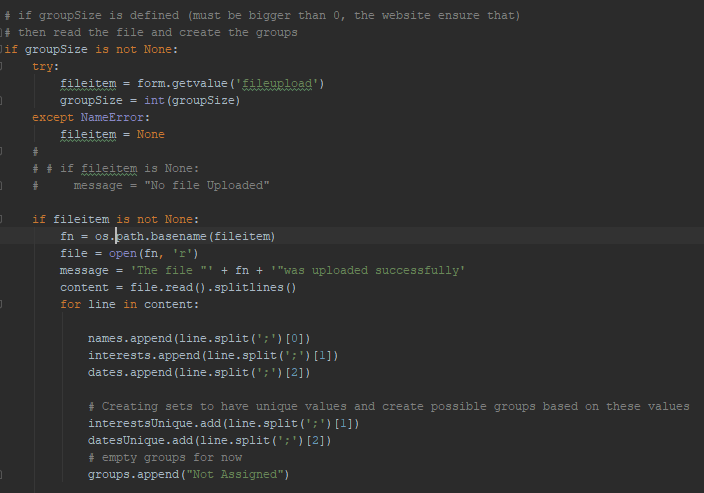 # if groupSize is defined (must be bigger than 0, the website ensure that)
# then read the file and create the groups
if groupSize is not None:
    try:
        fileitem = form.getvalue('fileupload')
        groupSize = int(groupSize)
    except NameError:
        fileitem = None
    #
    # # if fileitem is None:
    #     message = "No file Uploaded"
    if fileitem is not None:
        fn = os.path.basename(fileitem)
        file = open(fn, 'r')
        message = 'The file "' + fn + '"was uploaded successfully'
        content = file.read().splitlines()
        for line in content:
            names.append(line.split(';')[0])
            interests.append(line.split(';')[1])
            dates.append(line.split(';')[2])
            # Creating sets to have unique values and create possible groups based on these values
            interestsUnique.add(line.split(';')[1])
            datesUnique.add(line.split(';')[2])
            # empty groups for now
            groups.append("Not Assigned")